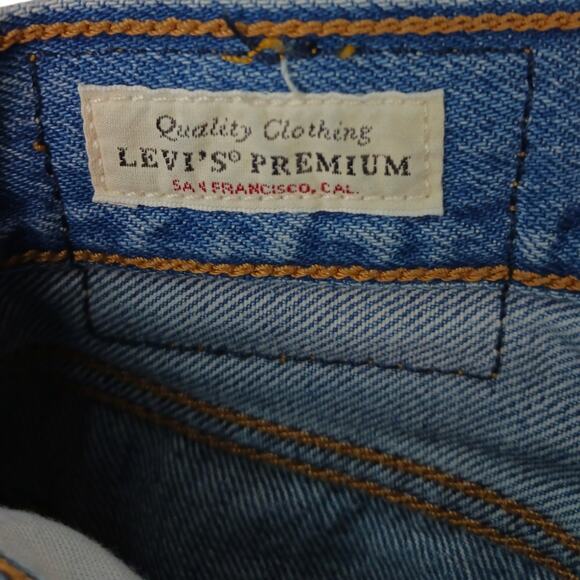 Quality Clothing
LEVI'S® PREMIUM
SAN FRANCISCO, CAL.